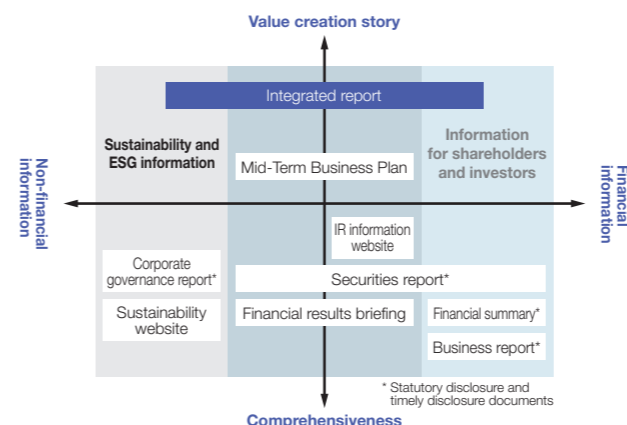 Value creation story
Integrated report
Sustainability and
ESG information
Information
for shareholders
and investors
Mid-Term Business Plan
Non-financial
information
Financial
information
IR information
website
Corporate
governance report*
Securities report*
Sustainability
website
Financial results briefing
Financial summary*
Business report*
* Statutory disclosure and
timely disclosure documents
Comprehensiveness